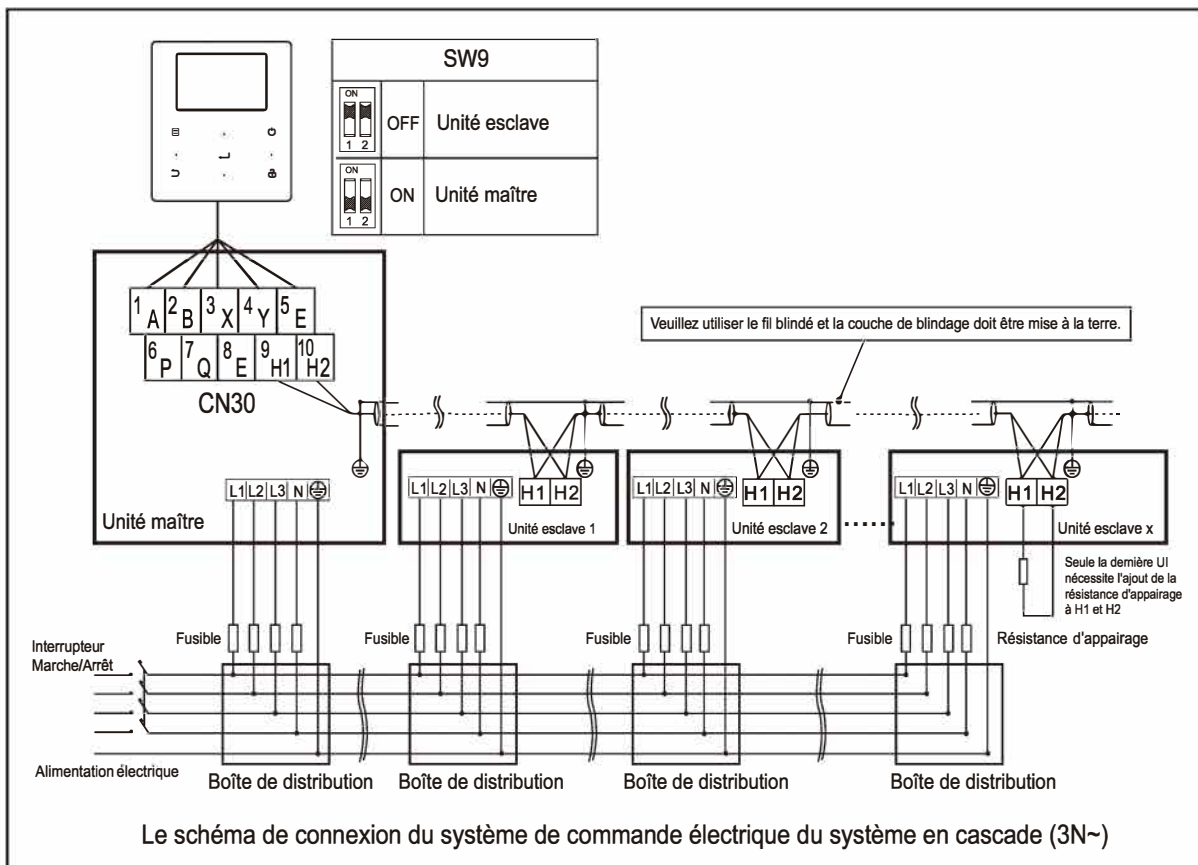 SW9
ON
1 2
OFF
Unité esclave
ON
1 2
ON
Unité maître
1 A 2 B 3 X 4 Y 5 E
6 P 7 Q 8 E 9 H1 10 H2
CN30
Veuillez utiliser le fil blindé et la couche de blindage doit être mise à la terre.
L1 L2 L3 N
Unité maître
L1 L2 L3 N
H1 H2
Unité esclave 1
L1 L2 L3 N
H1 H2
Unité esclave 2
L1 L2 L3 N
H1 H2
Unité esclave x
Seule la dernière UI
nécessite l'ajout de la
résistance d'appairage
à H1 et H2
Fusible
Fusible
Fusible
Fusible
Résistance d'appairage
Interrupteur
Marche/Arrêt
Alimentation électrique
Boîte de distribution
Boîte de distribution
Boîte de distribution
Boîte de distribution
Le schéma de connexion du système de commande électrique du système en cascade (3N~)